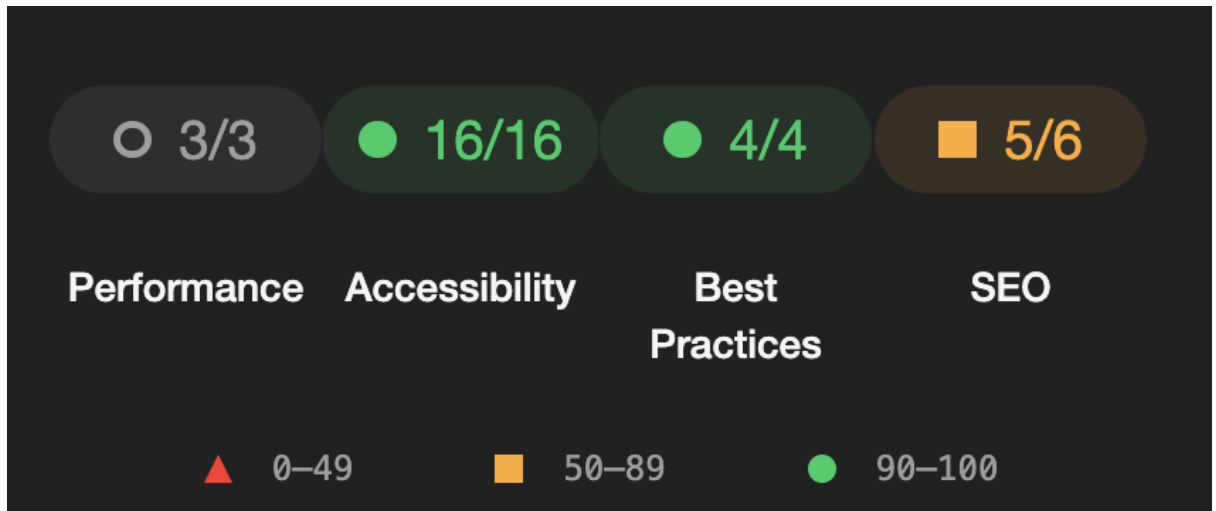 3/3 16/16 4/4 5/6
Performance Accessibility Best Practices SEO
0–49 50–89 90–100